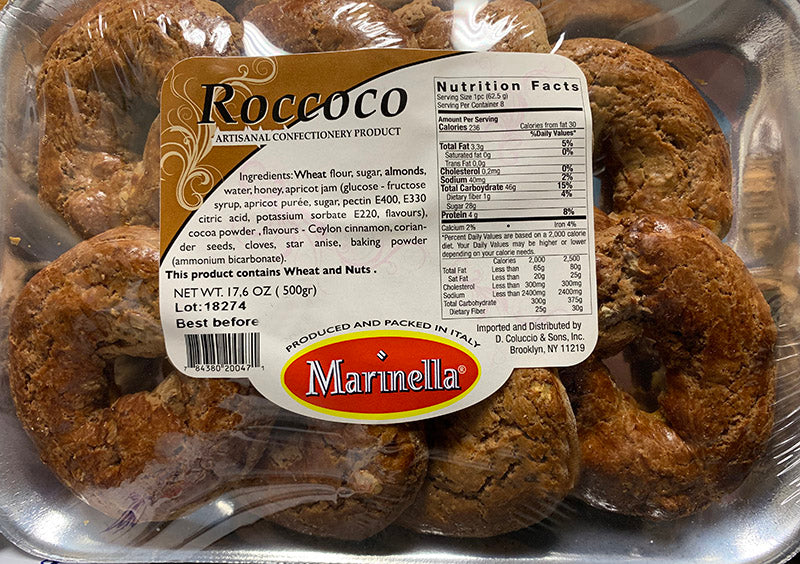 Roccoco
ARTISANAL CONFECTIONERY PRODUCT
Ingredients: Wheat flour, sugar, almonds,
water, honey, apricot jam (glucose - fructose
syrup, apricot purée, sugar, pectin E400, E330
citric acid, potassium sorbate E220, flavours),
cocoa powder , flavours - Ceylon cinnamon, corian-
der seeds, cloves, star anise, baking powder
(ammonium bicarbonate).
This product contains Wheat and Nuts .
NET WT. 17,6 OZ ( 500gr)
Lot: 18274
Best before
7 84380 20047 1
Nutrition Facts
Serving Size 1pc (62.5 g)
Serving Per Container 8
Amount Per Serving
Calories 236 Calories from fat 30
%Daily Values*
Total Fat 3,3g 5%
Saturated fat 0g 0%
Trans Fat 0,0g
Cholesterol 0,2mg 0%
Sodium 40mg 2%
Total Carboydrate 46g 15%
Dietary fiber 1g 4%
Sugar 28g
Protein 4 g 8%
Calcium 2% • Iron 4%
*Percent Daily Values are based on a 2,000 calorie
diet. Your Daily Values may be higher or lower
depending on your calorie needs.
Calories 2,000 2,500
Total Fat Less than 65g 80g
Sat Fat Less than 20g 25g
Cholesterol Less than 300mg 300mg
Sodium Less than 2400mg 2400mg
Total Carbohydrate 300g 375g
Dietary Fiber 25g 30g
PRODUCED AND PACKED IN ITALY
Marinella®
Imported and Distributed by
D. Coluccio & Sons, Inc.
Brooklyn, NY 11219